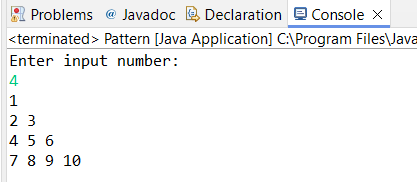 Problems @ Javadoc Declaration Console
<terminated> Pattern [Java Application] C:\Program Files\Java
Enter input number:
4
1
2 3
4 5 6
7 8 9 10